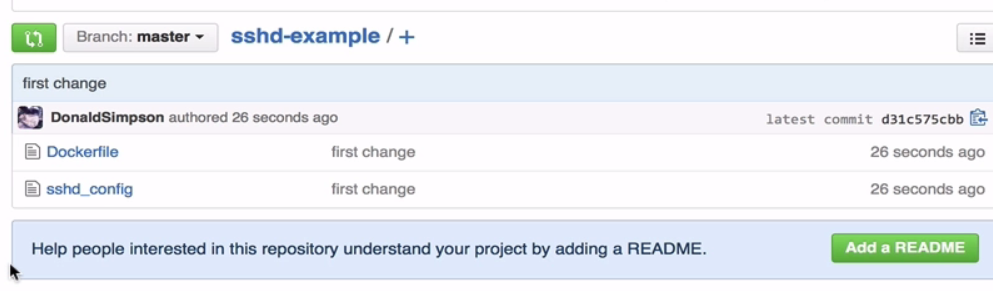 Branch: master sshd-example / +
first change
DonaldSimpson authored 26 seconds ago latest commit d31c575cbb
Dockerfile first change 26 seconds ago
sshd_config first change 26 seconds ago
Help people interested in this repository understand your project by adding a README. Add a README